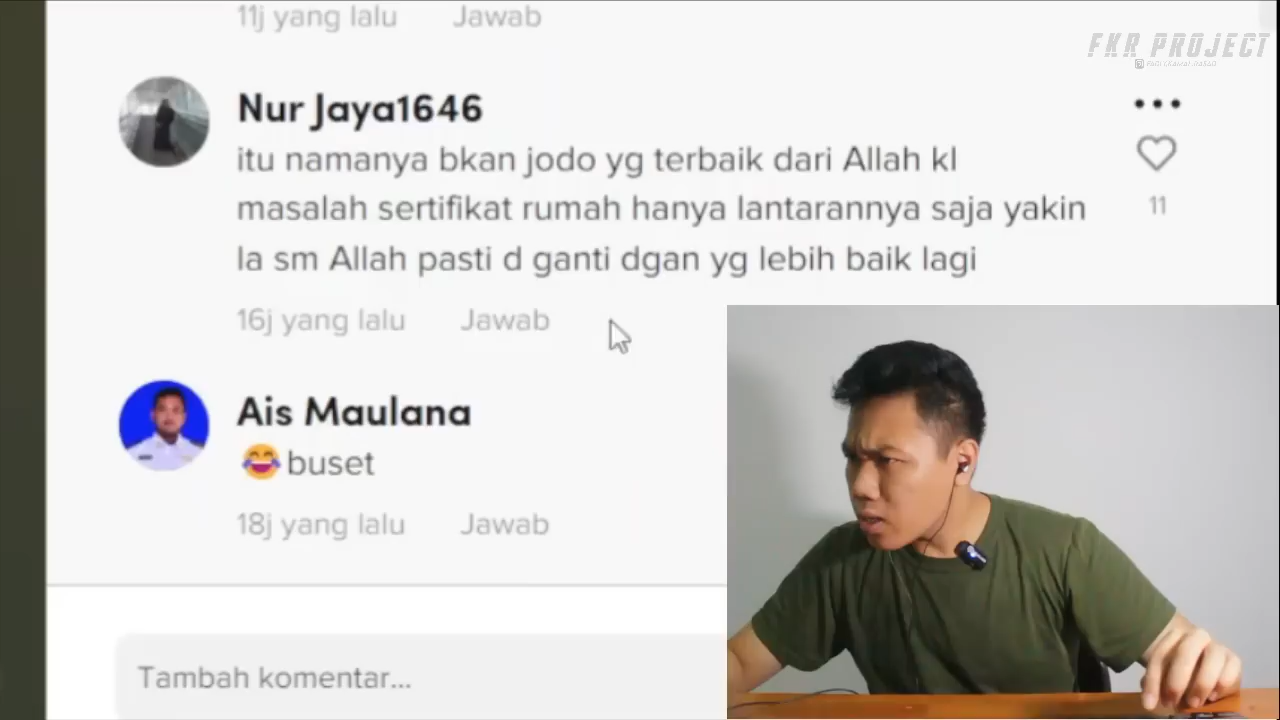 11j yang lalu Jawab
FKR PROJECT
Nur Jaya1646
itu namanya bkan jodo yg terbaik dari Allah kl
masalah sertifikat rumah hanya lantarannya saja yakin
la sm Allah pasti d ganti dgan yg lebih baik lagi
11
16j yang lalu Jawab
Ais Maulana
😂buset
18j yang lalu Jawab
Tambah komentar...